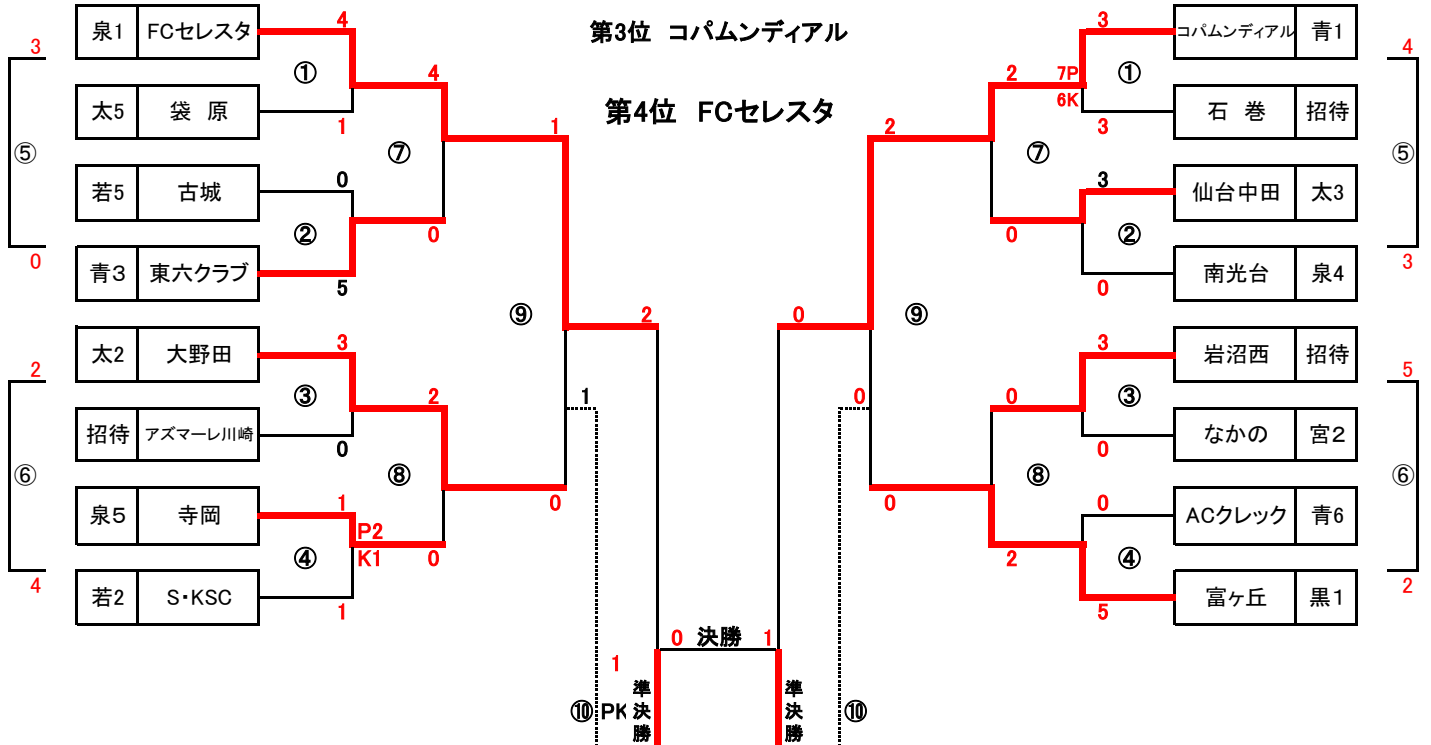 第3位 コパムンディアル
第4位 FCセレスタ
泉1 FCセレスタ 4
3
① 4
太5 袋 原 1
⑤ ⑦ 1
若5 古城 0
② 0
0
青3 東六クラブ 5
⑨ 2
太2 大野田 3
2
③ 2 1
招待 アズマーレ川崎 0
⑥ ⑧ 0
泉5 寺岡 1
P2
④ K1 0
4
若2 S・KSC 1
3 コパムンディアル 青1
4
2 7P ①
6K
3 石 巻 招待
2 ⑦ ⑤
3 仙台中田 太3
0 ②
3
0 南光台 泉4
0 ⑨
3 岩沼西 招待
5
0 0 ③
0 なかの 宮2
0 ⑧ ⑥
0 ACクレック 青6
2 ④
2
5 富ヶ丘 黒1
0 決勝 1
1
⑩ PK 準決勝
準決勝 ⑩